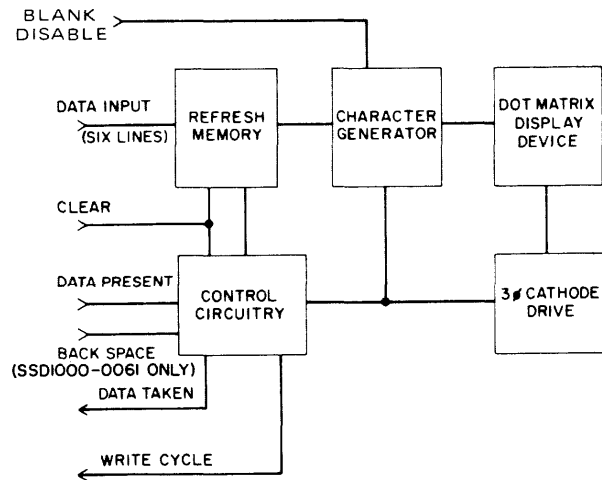 BLANK
DISABLE
DATA INPUT
(SIX LINES)
REFRESH
MEMORY
CHARACTER
GENERATOR
DOT MATRIX
DISPLAY
DEVICE
CLEAR
DATA PRESENT
CONTROL
CIRCUITRY
3ø CATHODE
DRIVE
BACK SPACE
(SSD1000-0061 ONLY)
DATA TAKEN
WRITE CYCLE